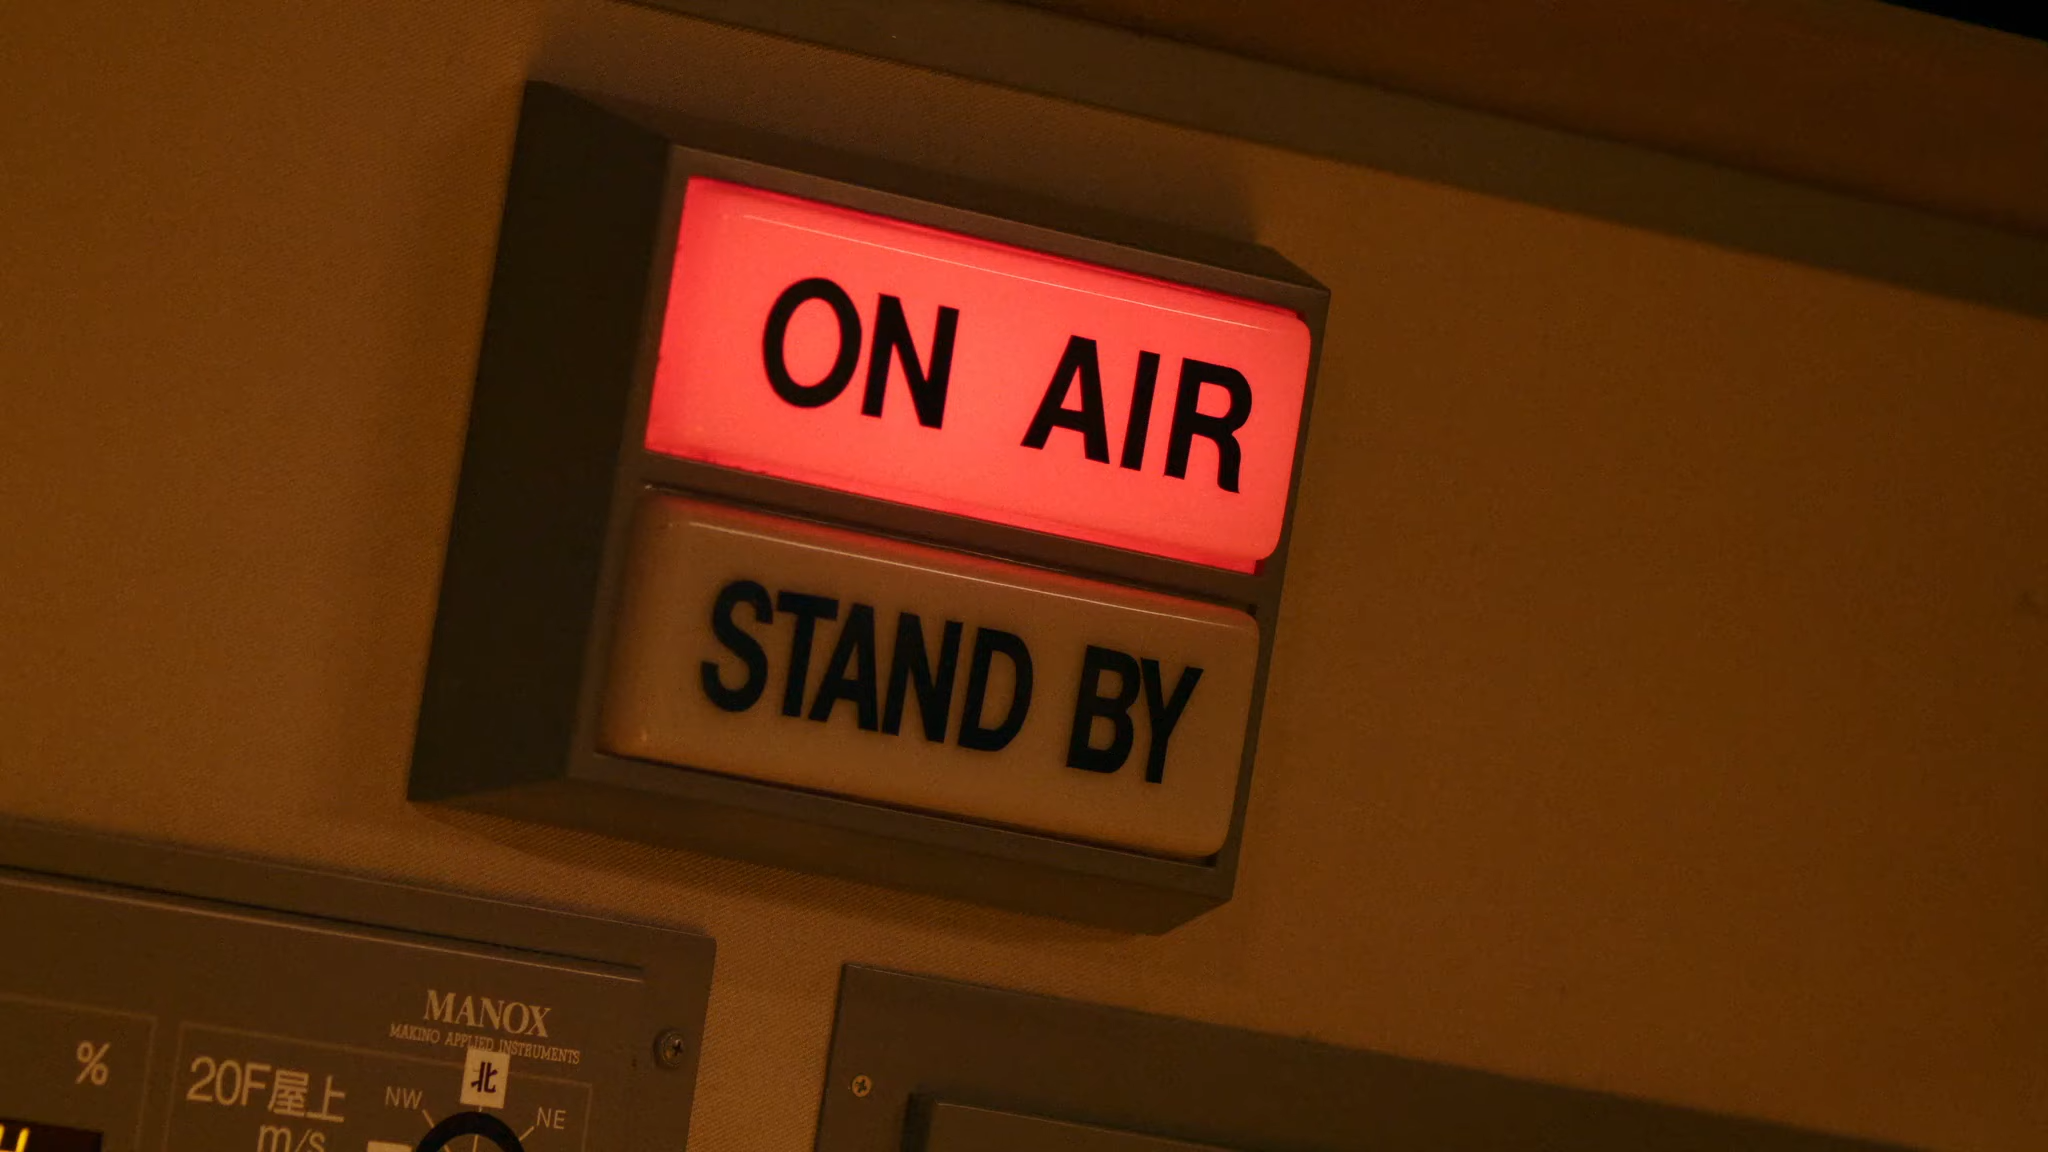 ON AIR
STAND BY
MANOX
MAKINO APPLIED INSTRUMENTS
%
20F屋上
北
NW
NE
m/s